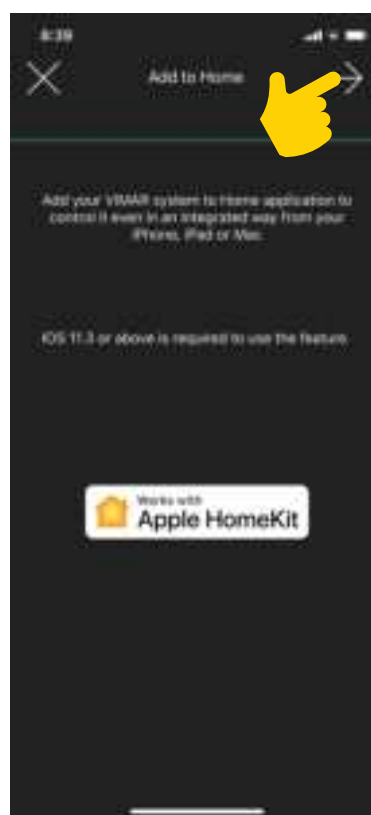 8:39
Add to Home
Add your VIMAR system to Home application to
control it even in an integrated way from your
iPhone, iPad or Mac
iOS 11.3 or above is required to use the feature
Works with
Apple HomeKit